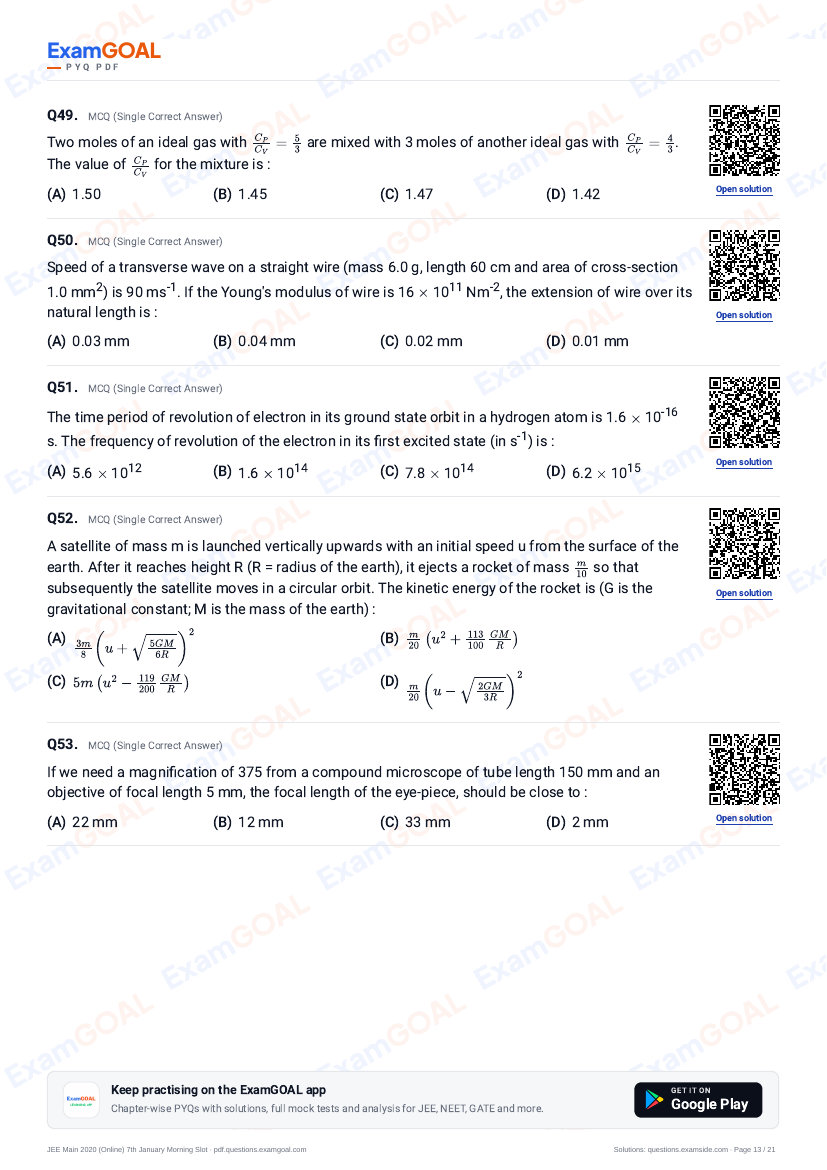 ExamGOAL
PYQ PDF
Q49. MCQ (Single Correct Answer)
Two moles of an ideal gas with C_P/C_V = 5/3 are mixed with 3 moles of another ideal gas with C_P/C_V = 4/3.
The value of C_P/C_V for the mixture is :
(A) 1.50 (B) 1.45 (C) 1.47 (D) 1.42
Open solution
Q50. MCQ (Single Correct Answer)
Speed of a transverse wave on a straight wire (mass 6.0 g, length 60 cm and area of cross-section
1.0 mm²) is 90 ms⁻¹. If the Young's modulus of wire is 16 × 10¹¹ Nm⁻², the extension of wire over its
natural length is :
(A) 0.03 mm (B) 0.04 mm (C) 0.02 mm (D) 0.01 mm
Open solution
Q51. MCQ (Single Correct Answer)
The time period of revolution of electron in its ground state orbit in a hydrogen atom is 1.6 × 10⁻¹⁶
s. The frequency of revolution of the electron in its first excited state (in s⁻¹) is :
(A) 5.6 × 10¹² (B) 1.6 × 10¹⁴ (C) 7.8 × 10¹⁴ (D) 6.2 × 10¹⁵
Open solution
Q52. MCQ (Single Correct Answer)
A satellite of mass m is launched vertically upwards with an initial speed u from the surface of the
earth. After it reaches height R (R = radius of the earth), it ejects a rocket of mass m/10 so that
subsequently the satellite moves in a circular orbit. The kinetic energy of the rocket is (G is the
gravitational constant; M is the mass of the earth) :
(A) 3m/8 (u + √(5GM/6R))² (B) m/20 (u² + 113/100 GM/R)
(C) 5m (u² − 119/200 GM/R) (D) m/20 (u − √(2GM/3R))²
Open solution
Q53. MCQ (Single Correct Answer)
If we need a magnification of 375 from a compound microscope of tube length 150 mm and an
objective of focal length 5 mm, the focal length of the eye-piece, should be close to :
(A) 22 mm (B) 12 mm (C) 33 mm (D) 2 mm
Open solution
Keep practising on the ExamGOAL app
Chapter-wise PYQs with solutions, full mock tests and analysis for JEE, NEET, GATE and more.
GET IT ON
Google Play
JEE Main 2020 (Online) 7th January Morning Slot · pdf.questions.examgoal.com
Solutions: questions.examside.com · Page 13 / 21